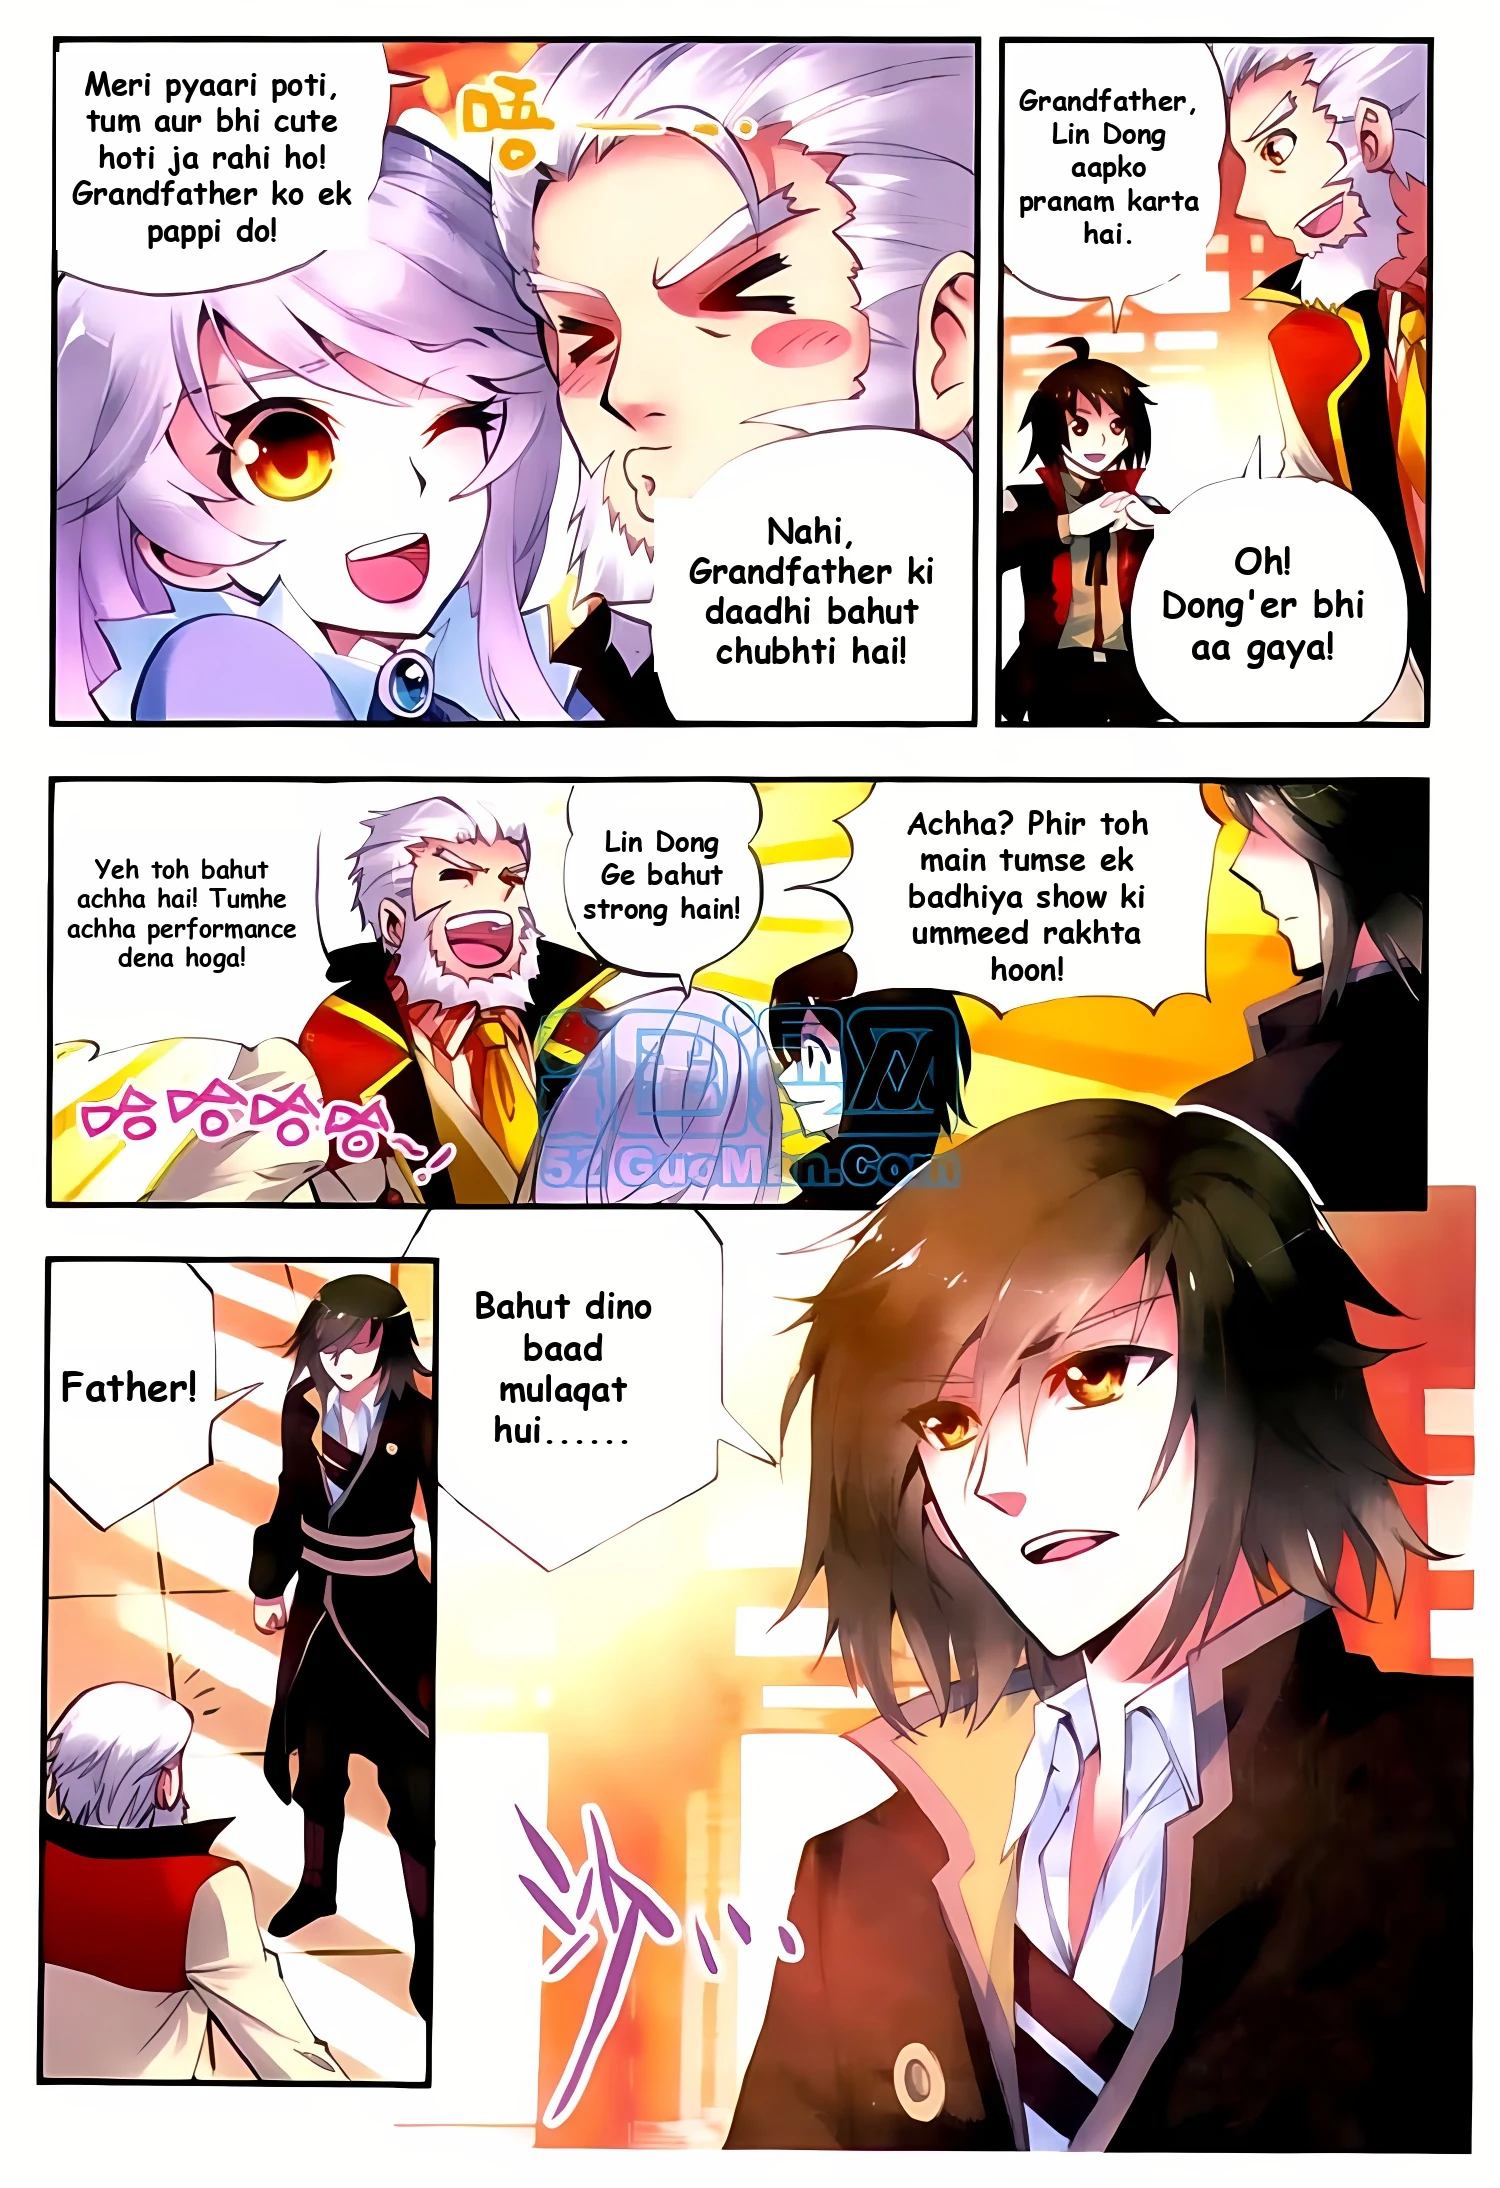 Meri pyaari poti,
tum aur bhi cute
hoti ja rahi ho!
Grandfather ko ek
pappi do!
唔
Nahi,
Grandfather ki
daadhi bahut
chubhti hai!
Grandfather,
Lin Dong
aapko
pranam karta
hai.
Oh!
Dong'er bhi
aa gaya!
Yeh toh bahut
achha hai! Tumhe
achha performance
dena hoga!
哈哈哈哈~!
Lin Dong
Ge bahut
strong hain!
Achha? Phir toh
main tumse ek
badhiya show ki
ummeed rakhta
hoon!
52GuoMan.Com
Father!
Bahut dino
baad
mulaqat
hui......